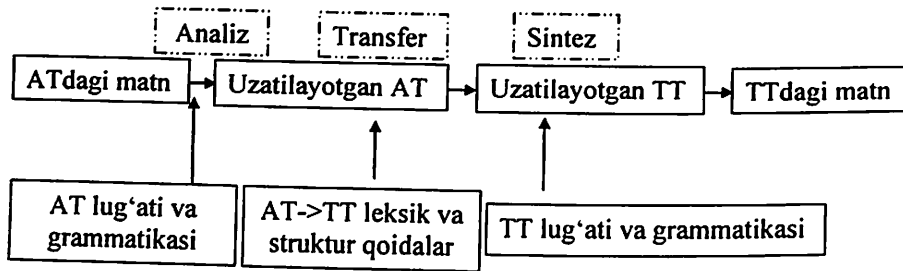 Analiz
Transfer
Sintez
ATdagi matn
Uzatilayotgan AT
Uzatilayotgan TT
TTdagi matn
AT lug‘ati va
grammatikasi
AT->TT leksik va
struktur qoidalar
TT lug‘ati va grammatikasi